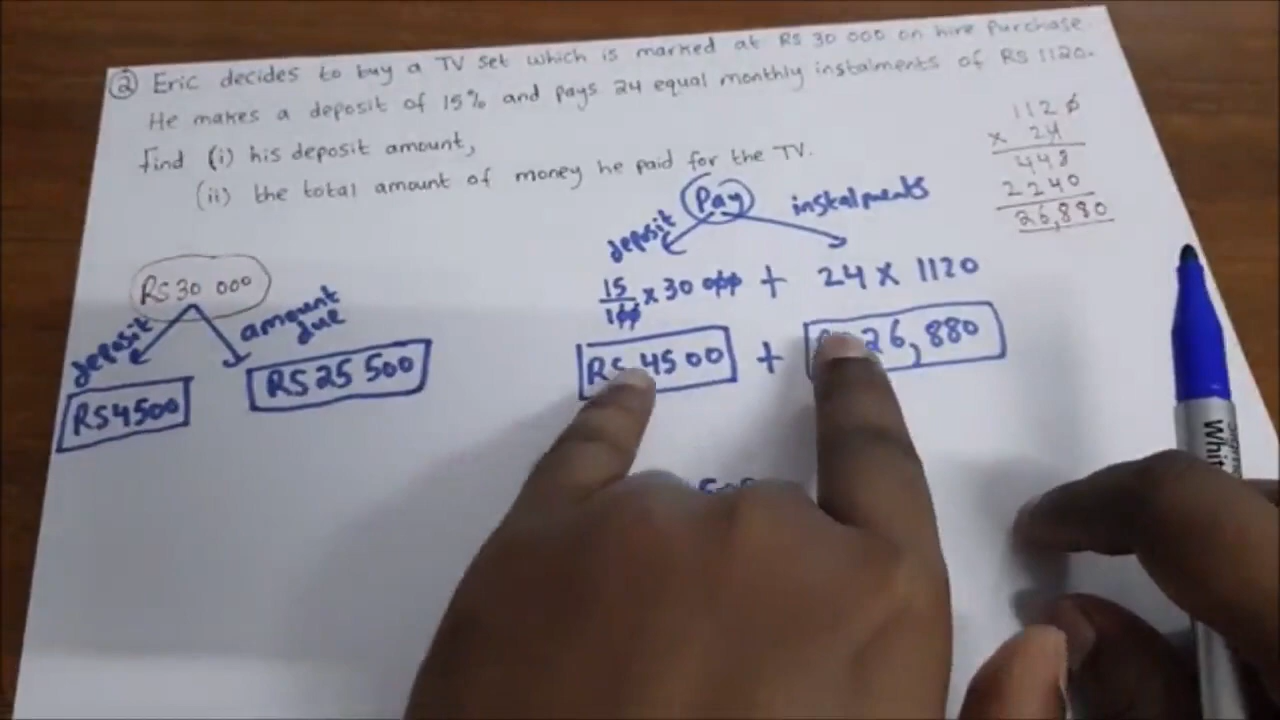 ② Eric decides to buy a TV set which is marked at RS 30 000 on hire purchase.
He makes a deposit of 15% and pays 24 equal monthly instalments of RS 1120.
find (i) his deposit amount,
(ii) the total amount of money he paid for the TV.
1120
x 24
448
2240
26,880
Pay
deposit
instalments
15/100 x 30 000 + 24 x 1120
RS 4500 + 26,880
RS 30 000
deposit
amount due
RS4500
RS 25 500
Whit